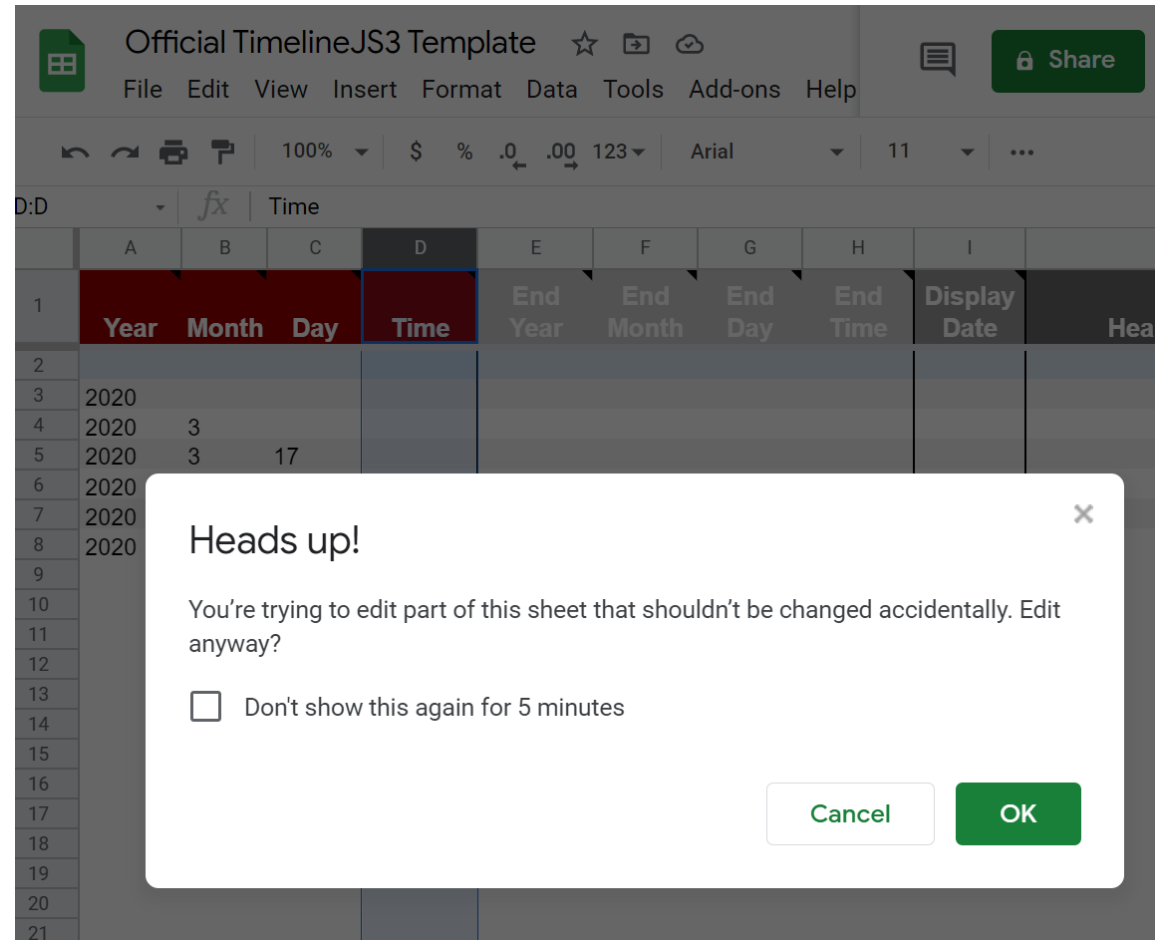 Official TimelineJS3 Template
Share
File Edit View Insert Format Data Tools Add-ons Help
100% $ % .0 .00 123 Arial 11
D:D fx Time
A B C D E F G H I
1 Year Month Day Time End Year End Month End Day End Time Display Date Hea
2
3 2020
4 2020 3
5 2020 3 17
6 2020
7 2020
8 2020
9
10
11
12
13
14
15
16
17
18
19
20
21
Heads up!
You’re trying to edit part of this sheet that shouldn’t be changed accidentally. Edit
anyway?
Don't show this again for 5 minutes
Cancel OK